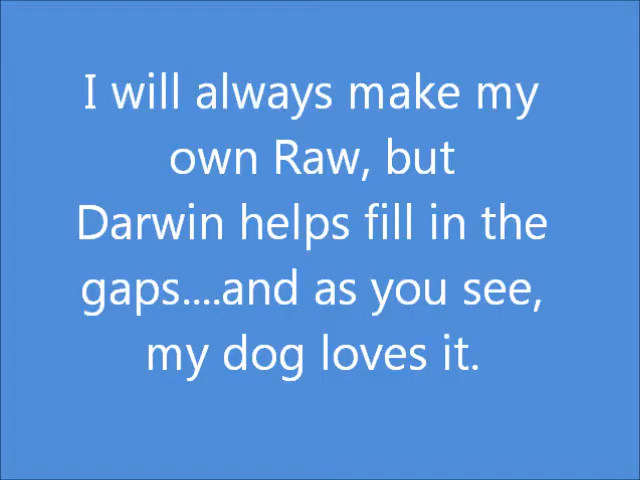 I will always make my
own Raw, but
Darwin helps fill in the
gaps....and as you see,
my dog loves it.